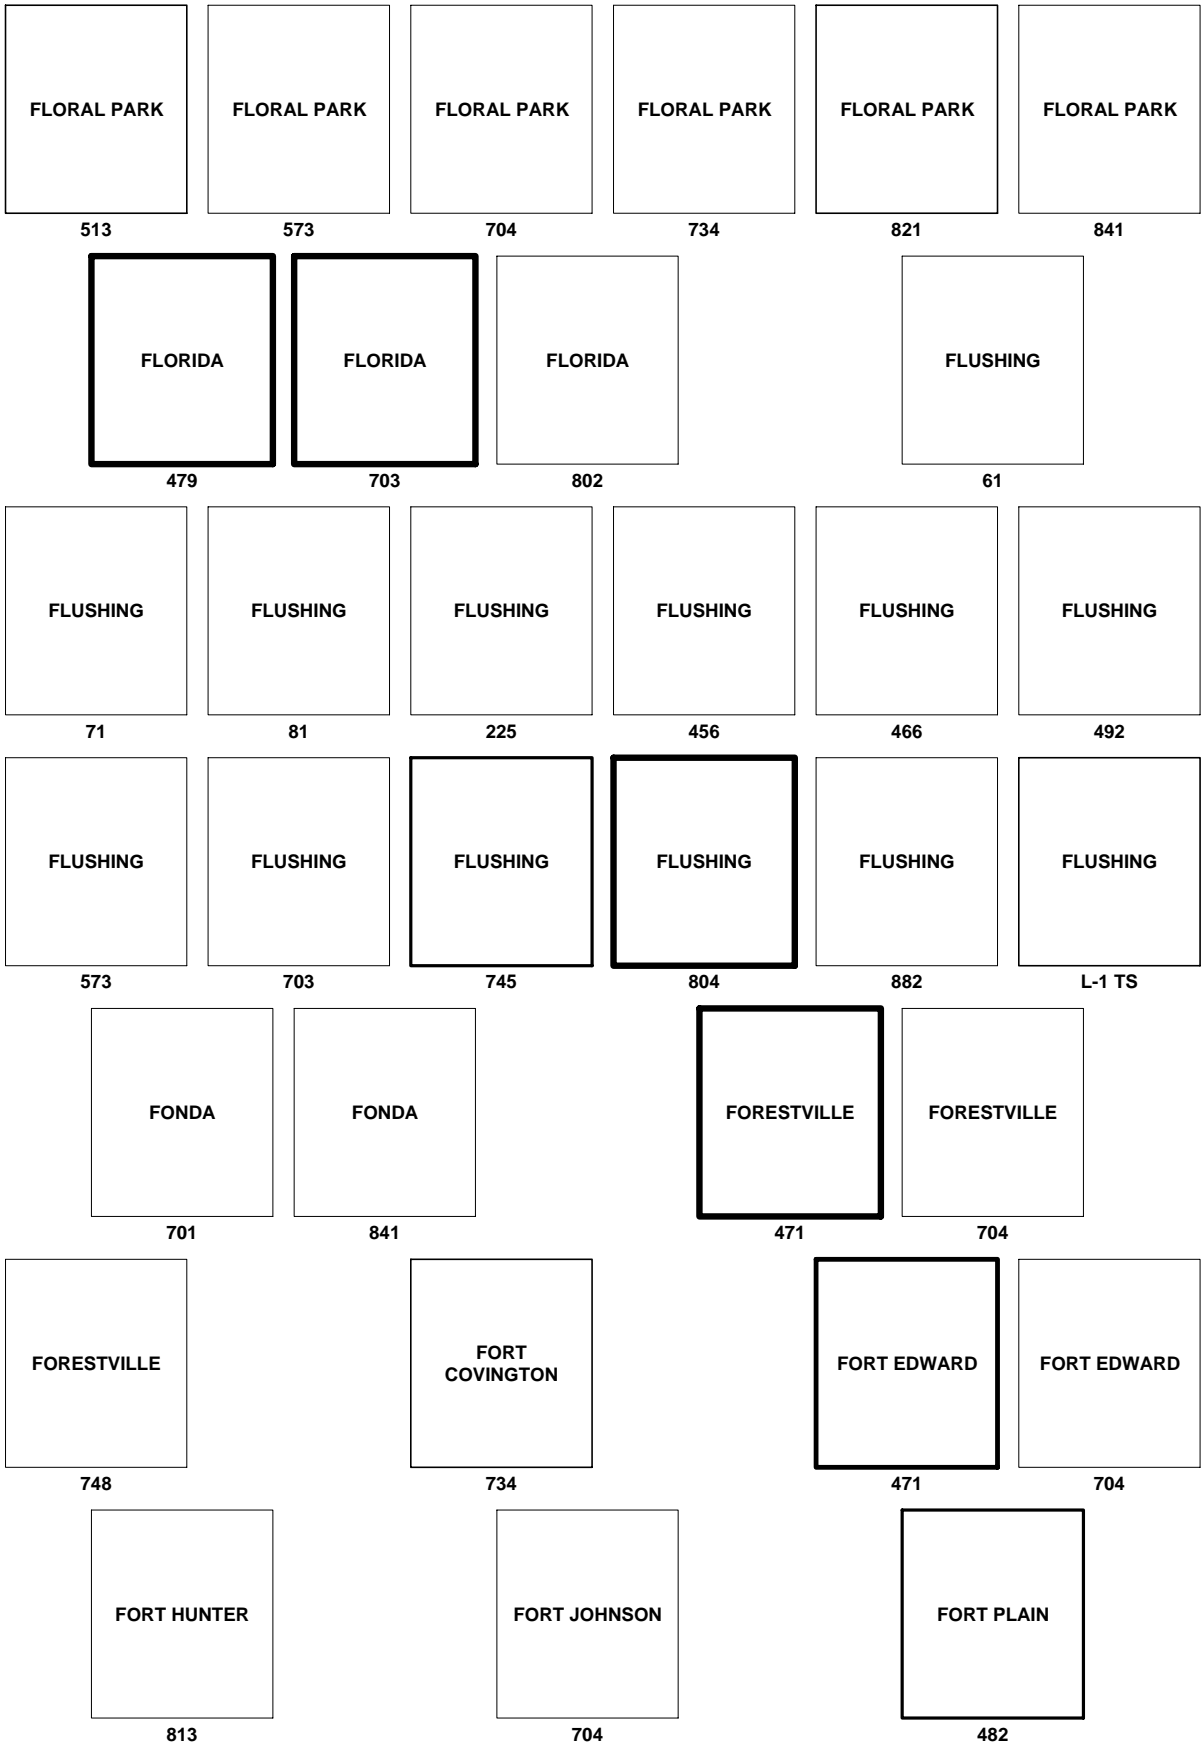 FLORAL PARK FLORAL PARK FLORAL PARK FLORAL PARK FLORAL PARK FLORAL PARK
513 573 704 734 821 841
FLORIDA FLORIDA FLORIDA FLUSHING
479 703 802 61
FLUSHING FLUSHING FLUSHING FLUSHING FLUSHING FLUSHING
71 81 225 456 466 492
FLUSHING FLUSHING FLUSHING FLUSHING FLUSHING FLUSHING
573 703 745 804 882 L-1 TS
FONDA FONDA FORESTVILLE FORESTVILLE
701 841 471 704
FORESTVILLE FORT COVINGTON FORT EDWARD FORT EDWARD
748 734 471 704
FORT HUNTER FORT JOHNSON FORT PLAIN
813 704 482